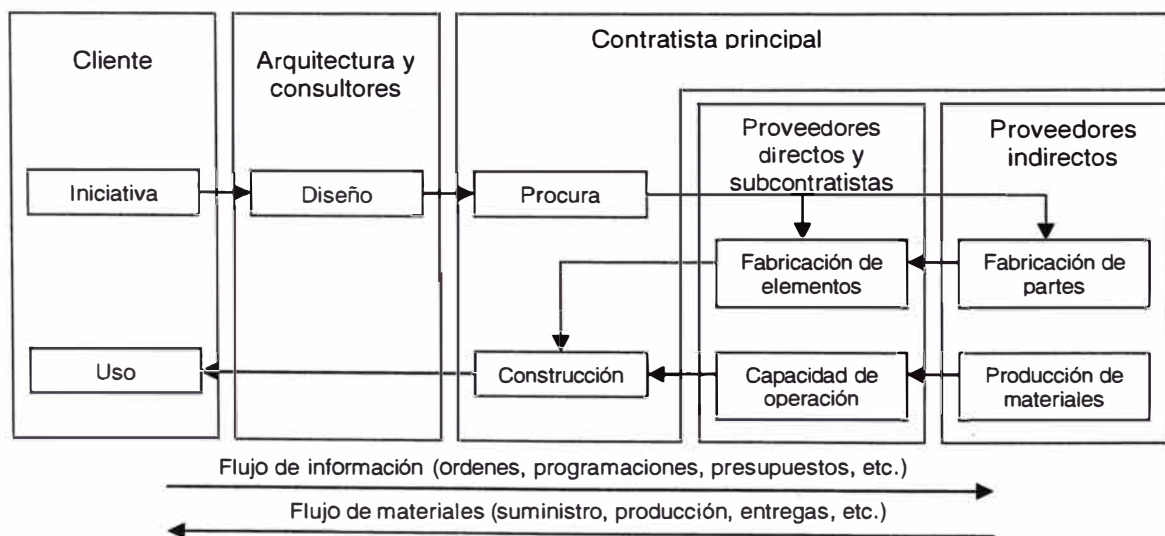 Cliente
Arquitectura y
consultores
Contratista principal
Proveedores
directos y
subcontratistas
Proveedores
indirectos
Iniciativa
Diseño
Procura
Fabricación de
elementos
Fabricación de
partes
Uso
Construcción
Capacidad de
operación
Producción de
materiales
Flujo de información (ordenes, programaciones, presupuestos, etc.)
Flujo de materiales (suministro, producción, entregas, etc.)